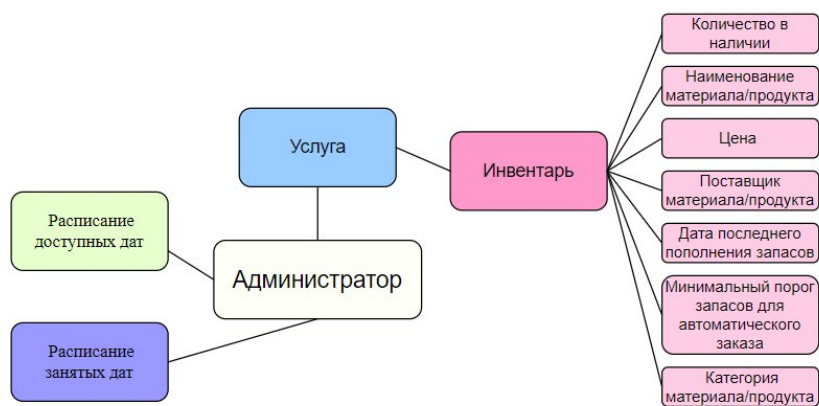 Количество в
наличии
Наименование
материала/продукта
Услуга
Цена
Инвентарь
Поставщик
материала/продукта
Расписание
доступных дат
Дата последнего
пополнения запасов
Администратор
Минимальный порог
запасов для
автоматического
заказа
Расписание
занятых дат
Категория
материала/продукта